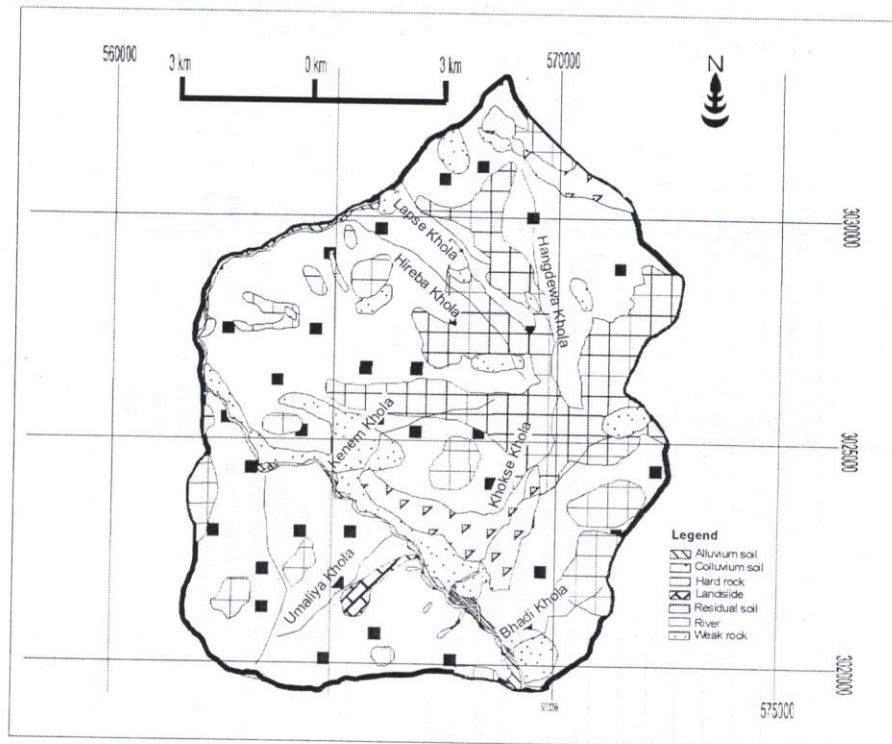 560000
3 km
0 km
3 km
570000
N
3030000
Lapse Khola
Hireba Khola
Hangdewa Khola
Kenem Khola
3025000
Khokse Khola
Legend
Alluvium soil
Colluvium soil
Hard rock
Landslide
Residual soil
River
Weak rock
Umaliya Khola
Bhadi Khola
3020000
575000